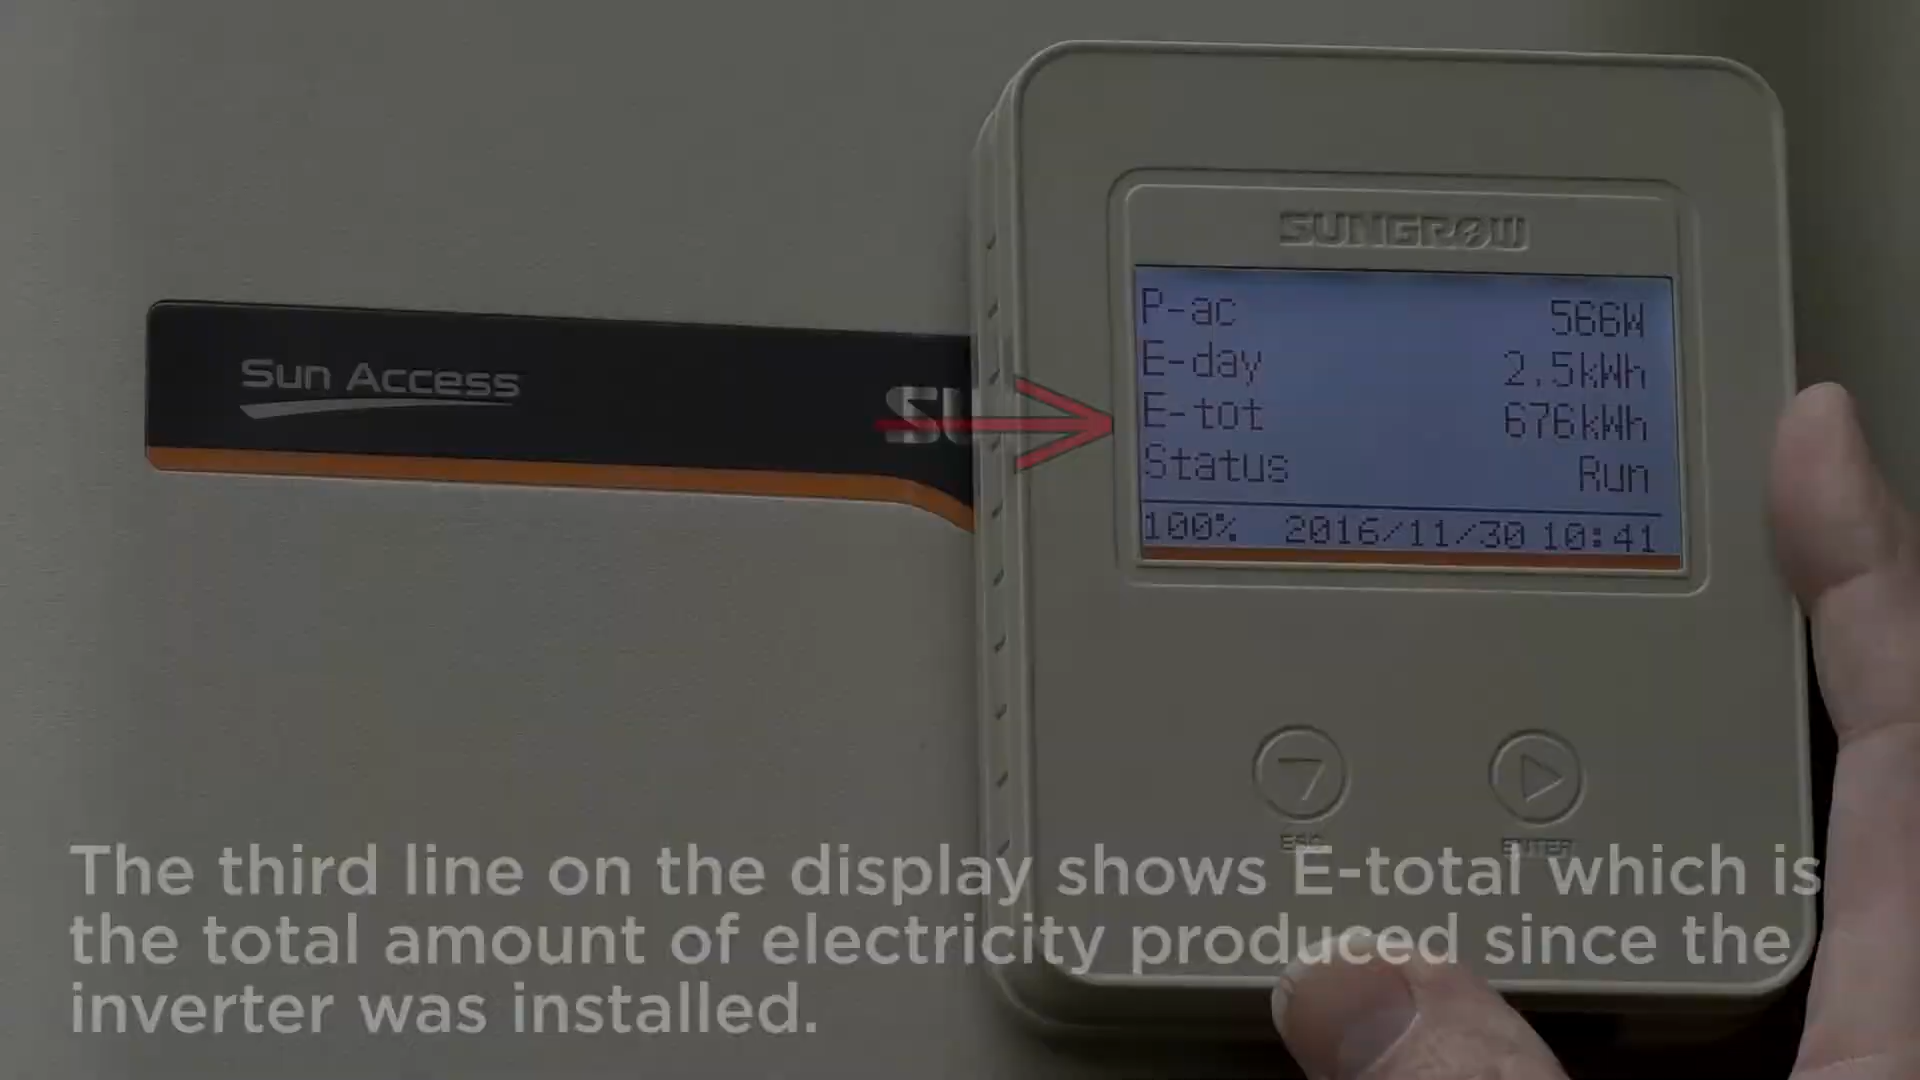 SUNGROW
P-ac 566W
E-day 2.5kWh
E-tot 676kWh
Status Run
100% 2016/11/30 10:41
Sun Access
SU
ESC ENTER
The third line on the display shows E-total which is
the total amount of electricity produced since the
inverter was installed.